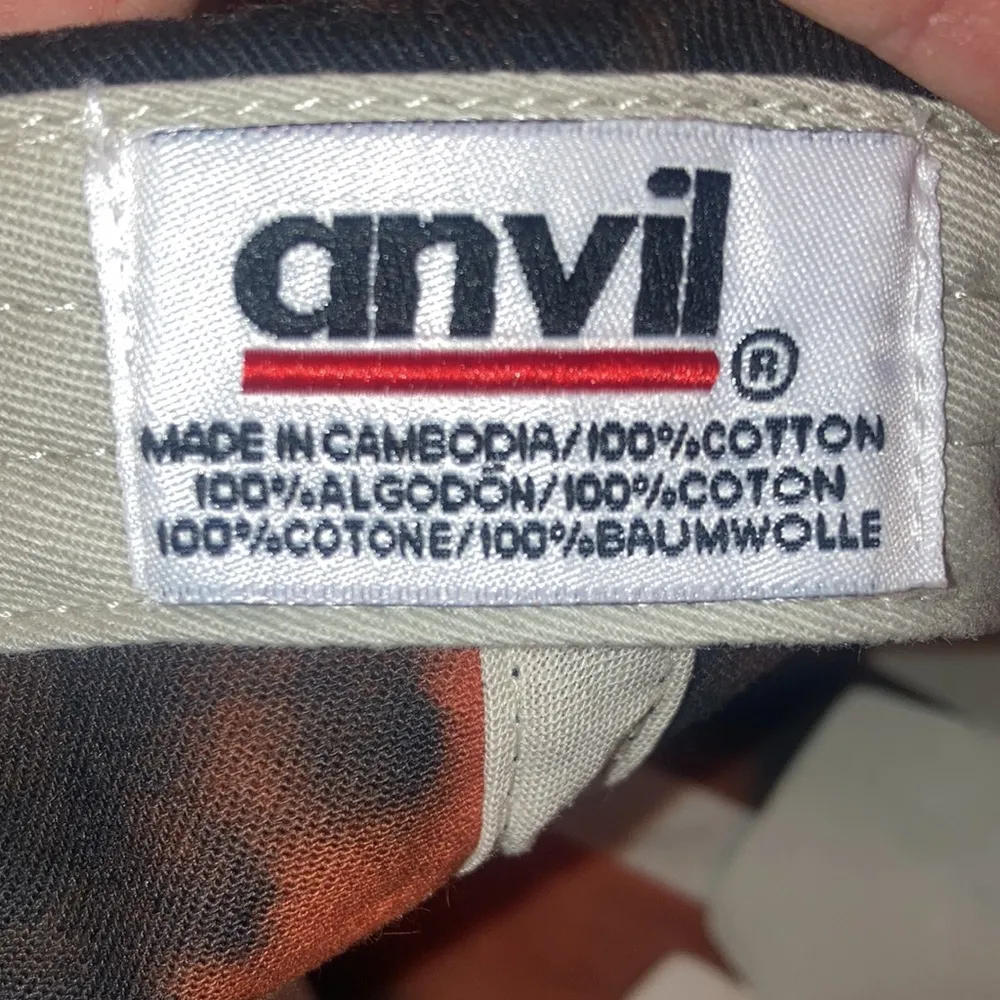 anvil
®
MADE IN CAMBODIA/100%COTTON
100%ALGODÓN/100%COTON
100%COTONE/100%BAUMWOLLE